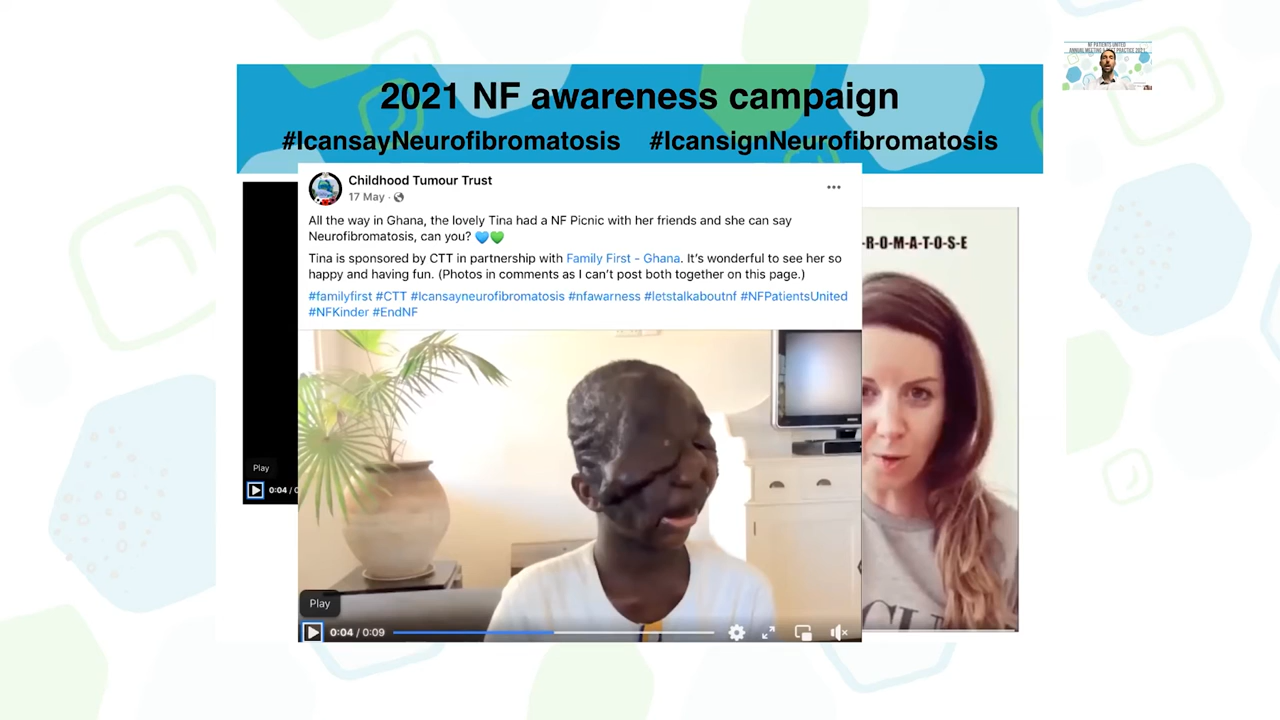 NF PATIENTS UNITED
2021 NF awareness campaign
#IcansayNeurofibromatosis #IcansignNeurofibromatosis
Childhood Tumour Trust
17 May ·
All the way in Ghana, the lovely Tina had a NF Picnic with her friends and she can say
Neurofibromatosis, can you? 💙💚
Tina is sponsored by CTT in partnership with Family First - Ghana. It’s wonderful to see her so
happy and having fun. (Photos in comments as I can’t post both together on this page.)
#familyfirst #CTT #Icansayneurofibromatosis #nfawarness #letstalkaboutnf #NFPatientsUnited
#NFKinder #EndNF
-R-O-M-A-T-O-S-E
Play
0:04 / 0
Play
0:04 / 0:09